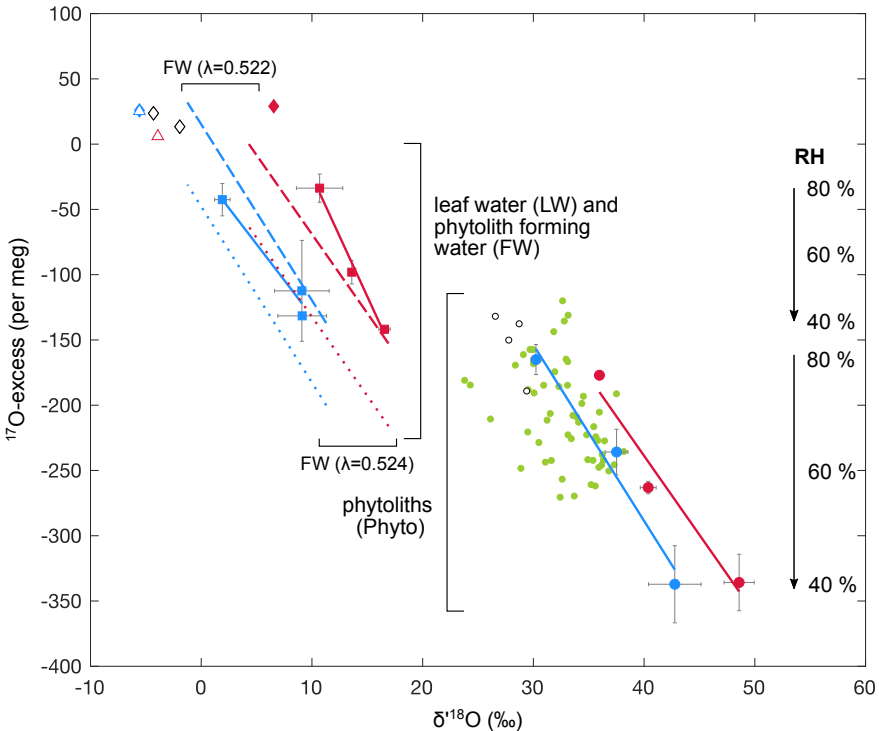 100
50
0
-50
-100
-150
-200
-250
-300
-350
-400
-10
0
10
20
30
40
50
60
¹⁷O-excess (per meg)
δ'¹⁸O (‰)
FW (λ=0.522)
leaf water (LW) and
phytolith forming
water (FW)
FW (λ=0.524)
phytoliths
(Phyto)
RH
80 %
60 %
40 %
80 %
60 %
40 %